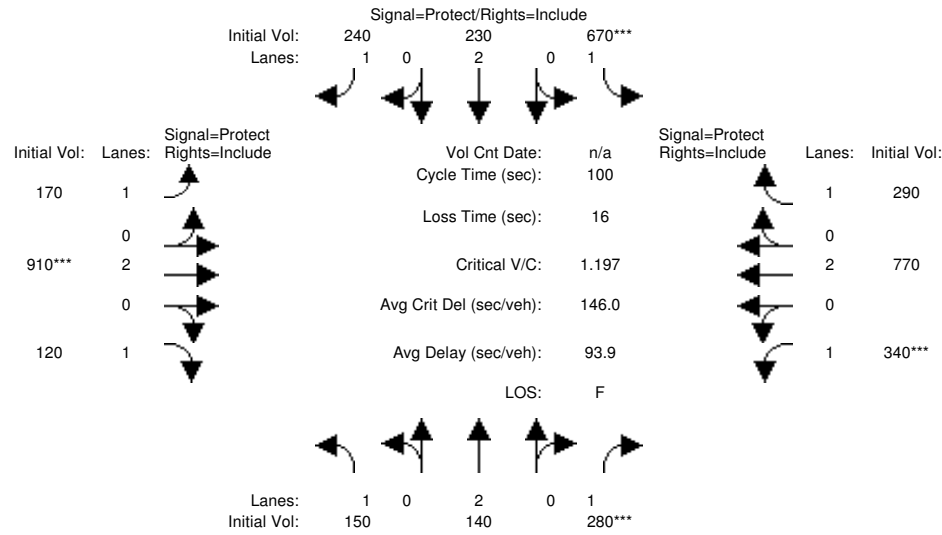 Signal=Protect/Rights=Include
Initial Vol: 240 230 670***
Lanes: 1 0 2 0 1
Signal=Protect Signal=Protect
Initial Vol: Lanes: Rights=Include Vol Cnt Date: n/a Rights=Include Lanes: Initial Vol:
Cycle Time (sec): 100
170 1 1 290
Loss Time (sec): 16
0 0
910*** 2 Critical V/C: 1.197 2 770
0 Avg Crit Del (sec/veh): 146.0 0
120 1 Avg Delay (sec/veh): 93.9 1 340***
LOS: F
Lanes: 1 0 2 0 1
Initial Vol: 150 140 280***